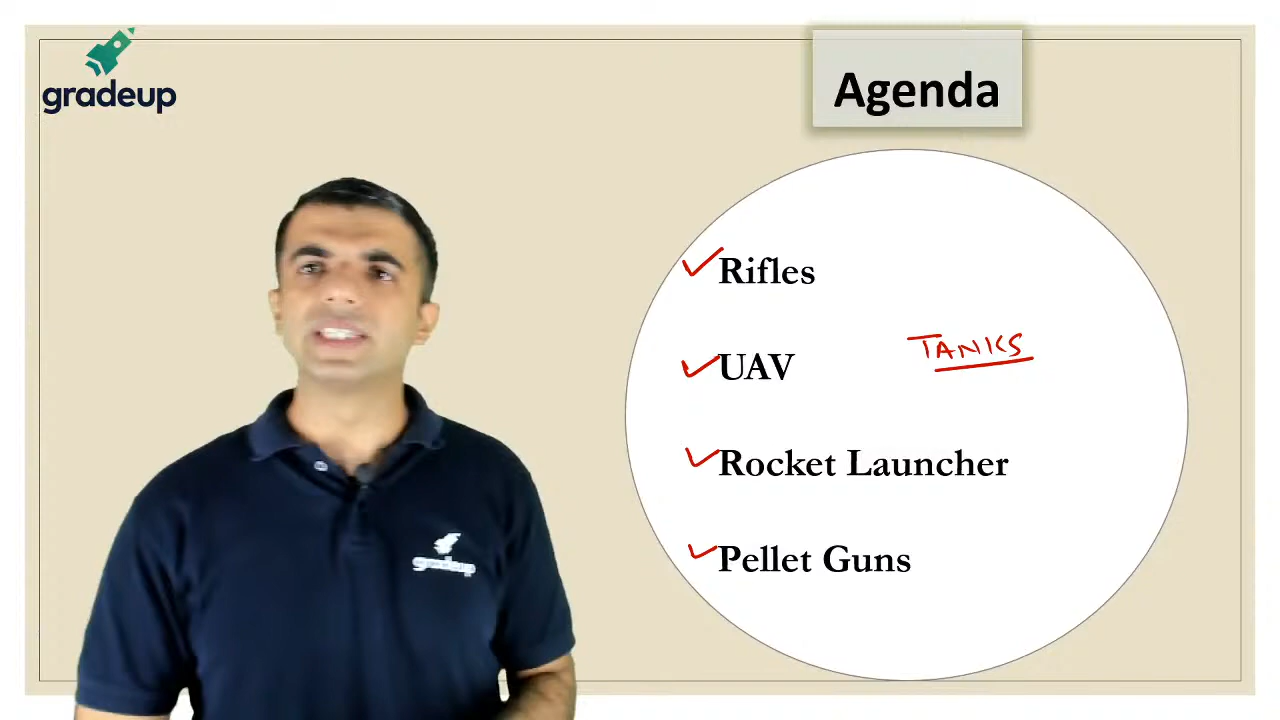 gradeup
Agenda
Rifles
TANKS
UAV
Rocket Launcher
Pellet Guns
gradeup